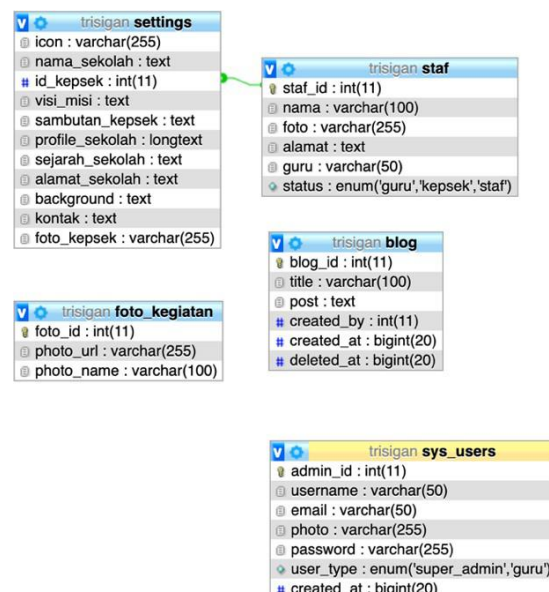 trisigan settings
icon : varchar(255)
nama_sekolah : text
id_kepsek : int(11)
visi_misi : text
sambutan_kepsek : text
profile_sekolah : longtext
sejarah_sekolah : text
alamat_sekolah : text
background : text
kontak : text
foto_kepsek : varchar(255)
trisigan staf
staf_id : int(11)
nama : varchar(100)
foto : varchar(255)
alamat : text
guru : varchar(50)
status : enum('guru','kepsek','staf')
trisigan blog
blog_id : int(11)
title : varchar(100)
post : text
created_by : int(11)
created_at : bigint(20)
deleted_at : bigint(20)
trisigan foto_kegiatan
foto_id : int(11)
photo_url : varchar(255)
photo_name : varchar(100)
trisigan sys_users
admin_id : int(11)
username : varchar(50)
email : varchar(50)
photo : varchar(255)
password : varchar(255)
user_type : enum('super_admin','guru')
created_at : bigint(20)